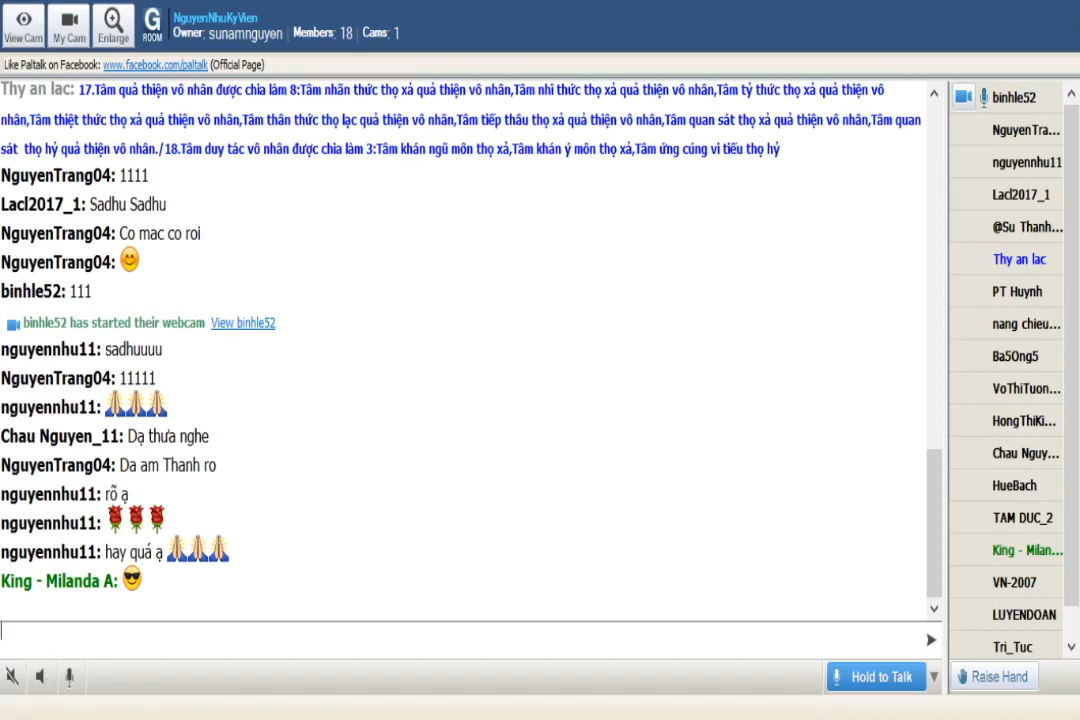 View Cam
My Cam
Enlarge
G
ROOM
NguyenNhuKyVien
Owner: sunamnguyen | Members: 18 | Cams: 1
Like Paltalk on Facebook: www.facebook.com/paltalk (Official Page)
Thy an lac: 17.Tâm quả thiện vô nhân được chia làm 8:Tâm nhãn thức thọ xả quả thiện vô nhân,Tâm nhĩ thức thọ xả quả thiện vô nhân,Tâm tỷ thức thọ xả quả thiện vô
nhân,Tâm thiệt thức thọ xả quả thiện vô nhân,Tâm thân thức thọ lạc quả thiện vô nhân,Tâm tiếp thâu thọ xả quả thiện vô nhân,Tâm quan sát thọ xả quả thiện vô nhân,Tâm quan
sát thọ hỷ quả thiện vô nhân./18.Tâm duy tác vô nhân được chia làm 3:Tâm khán ngũ môn thọ xả,Tâm khán ý môn thọ xả,Tâm ứng cúng vi tiếu thọ hỷ
NguyenTrang04: 1111
Lacl2017_1: Sadhu Sadhu
NguyenTrang04: Co mac co roi
NguyenTrang04: 😊
binhle52: 111
binhle52 has started their webcam View binhle52
nguyennhu11: sadhuuuu
NguyenTrang04: 11111
nguyennhu11: 🙏🙏🙏
Chau Nguyen_11: Dạ thưa nghe
NguyenTrang04: Da am Thanh ro
nguyennhu11: rõ ạ
nguyennhu11: 🌹🌹🌹
nguyennhu11: hay quá ạ 🙏🙏🙏
King - Milanda A: 😎
binhle52
NguyenTra...
nguyennhu11
Lacl2017_1
@Su Thanh...
Thy an lac
PT Huynh
nang chieu...
Ba5Ong5
VoThiTuon...
HongThiKi...
Chau Nguy...
HueBach
TAM DUC_2
King - Milan...
VN-2007
LUYENDOAN
Tri_Tuc
Hold to Talk
Raise Hand